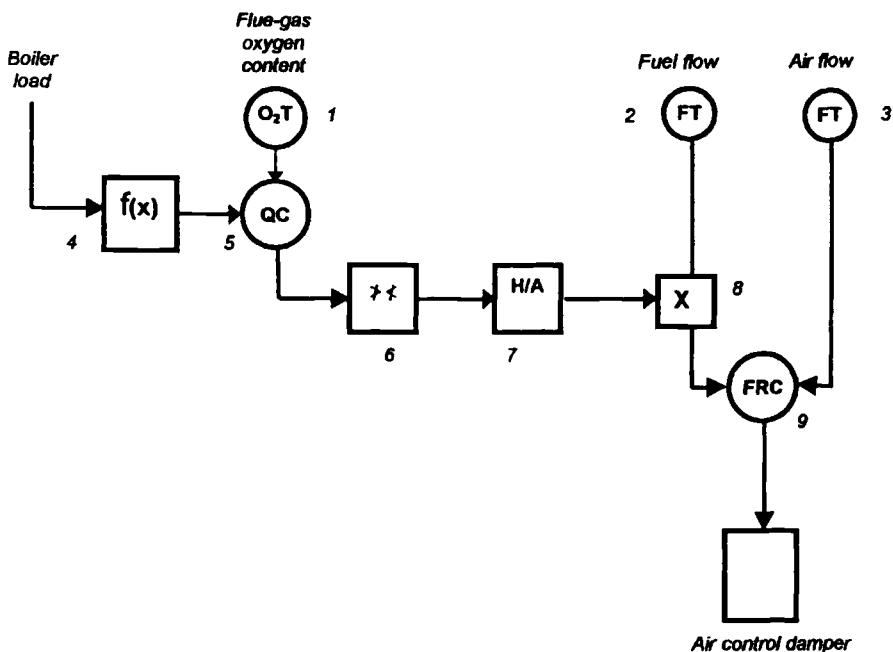 Flue-gas
oxygen
content
Boiler
load
Fuel flow
Air flow
O₂T
1
2
FT
FT
3
f(x)
QC
4
5
H/A
X
8
6
7
FRC
9
Air control damper